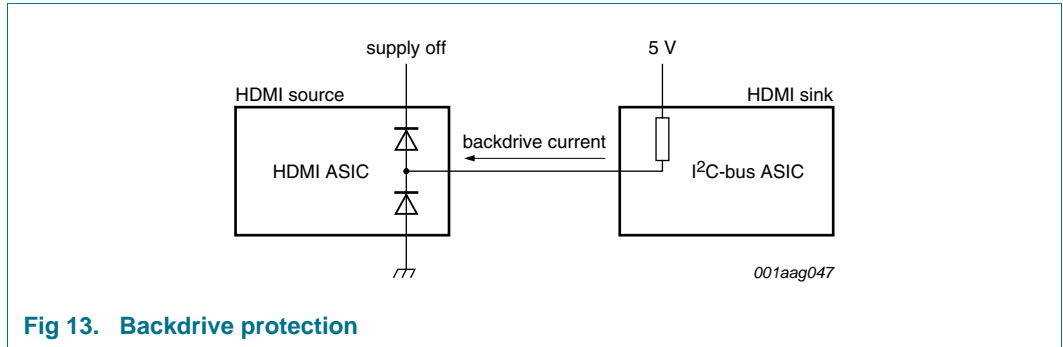 supply off
5 V
HDMI source
HDMI sink
backdrive current
HDMI ASIC
I²C-bus ASIC
001aag047
Fig 13. Backdrive protection